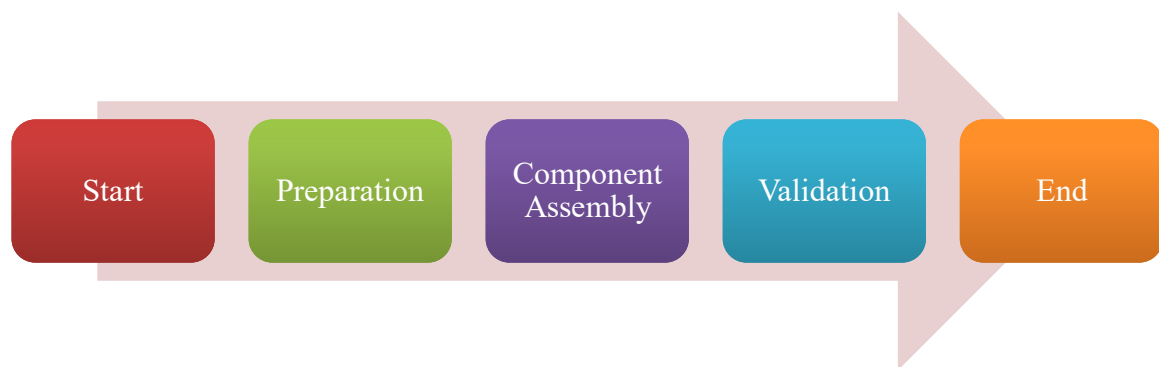 Start
Preparation
Component
Assembly
Validation
End